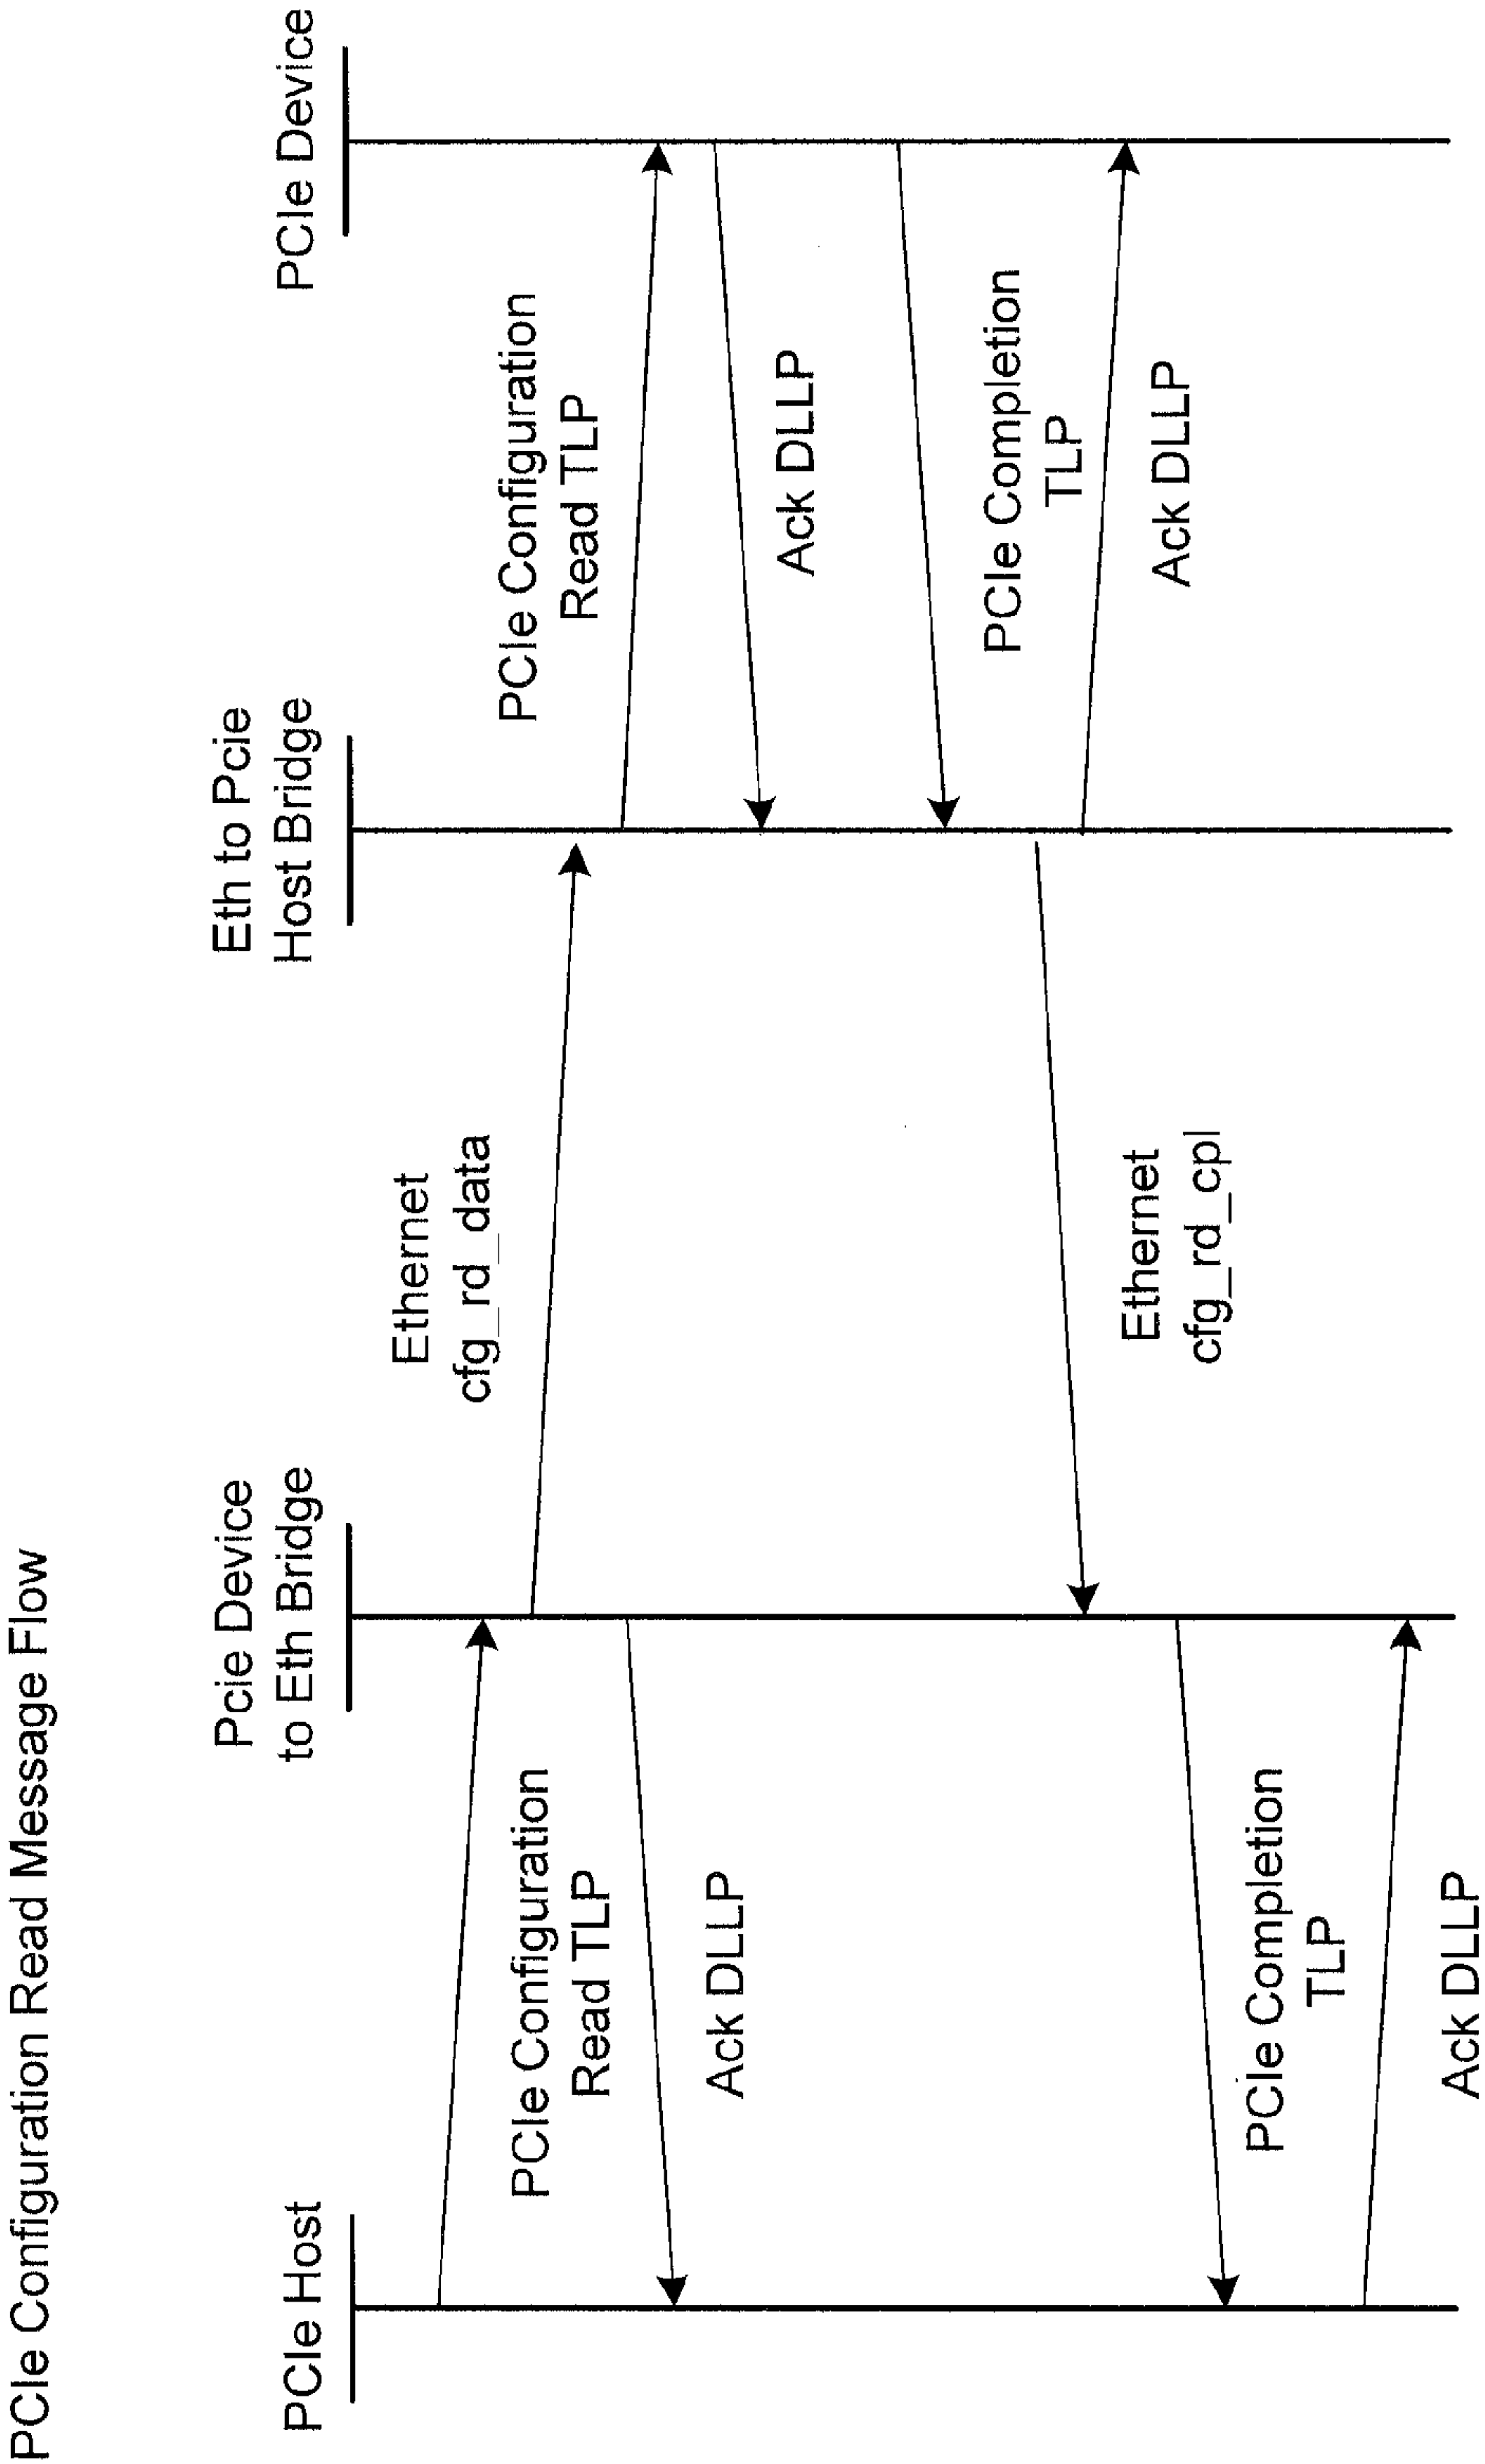 PCIe Configuration Read Message Flow
PCIe Host
Pcie Device
to Eth Bridge
Eth to Pcie
Host Bridge
PCIe Device
Ethernet
cfg_rd_data
PCIe Configuration
Read TLP
PCIe Configuration
Read TLP
Ack DLLP
Ack DLLP
PCIe Completion
TLP
Ethernet
cfg_rd_cpl
Ack DLLP
PCIe Completion
TLP
Ack DLLP